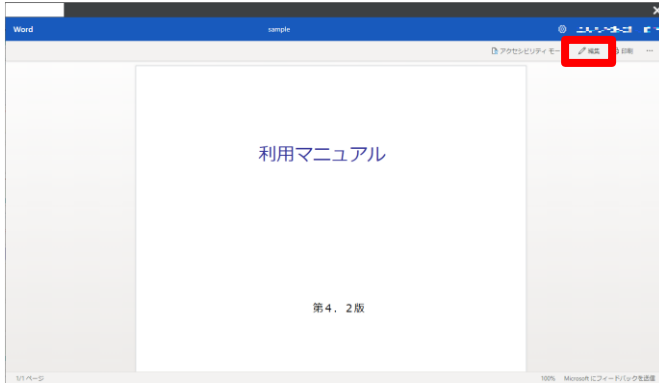 Word
sample
アクセシビリティ モー
編集
印刷
…
利用マニュアル
第4．2版
1/1 ページ
100%
Microsoft にフィードバックを送信